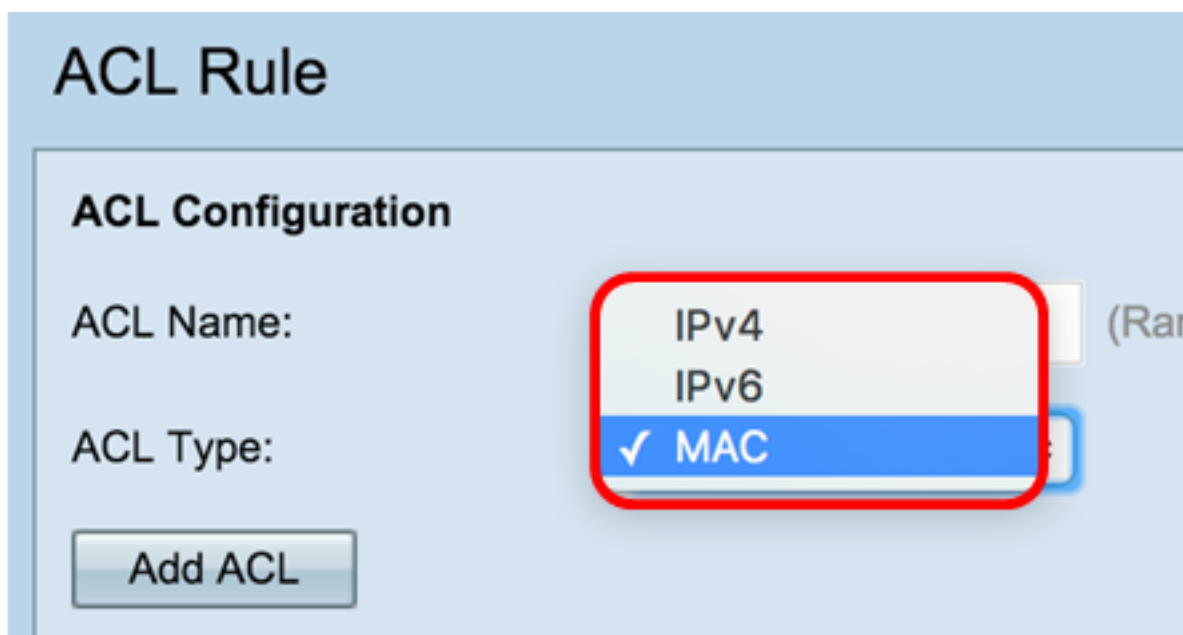 ACL Rule
ACL Configuration
ACL Name:
IPv4
IPv6
ACL Type:
✓ MAC
Add ACL